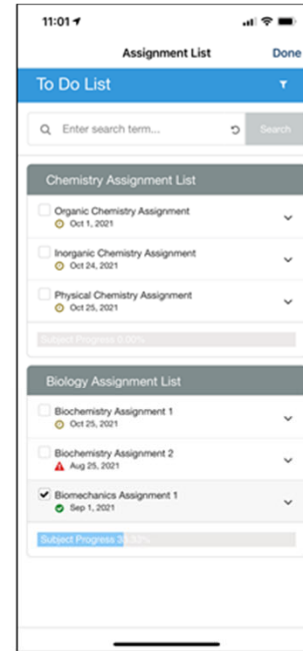 11:01
Assignment List
Done
To Do List
Enter search term...
Search
Chemistry Assignment List
Organic Chemistry Assignment
Oct 1, 2021
Inorganic Chemistry Assignment
Oct 24, 2021
Physical Chemistry Assignment
Oct 25, 2021
Subject Progress 0.00%
Biology Assignment List
Biochemistry Assignment 1
Oct 25, 2021
Biochemistry Assignment 2
Aug 25, 2021
Biomechanics Assignment 1
Sep 1, 2021
Subject Progress